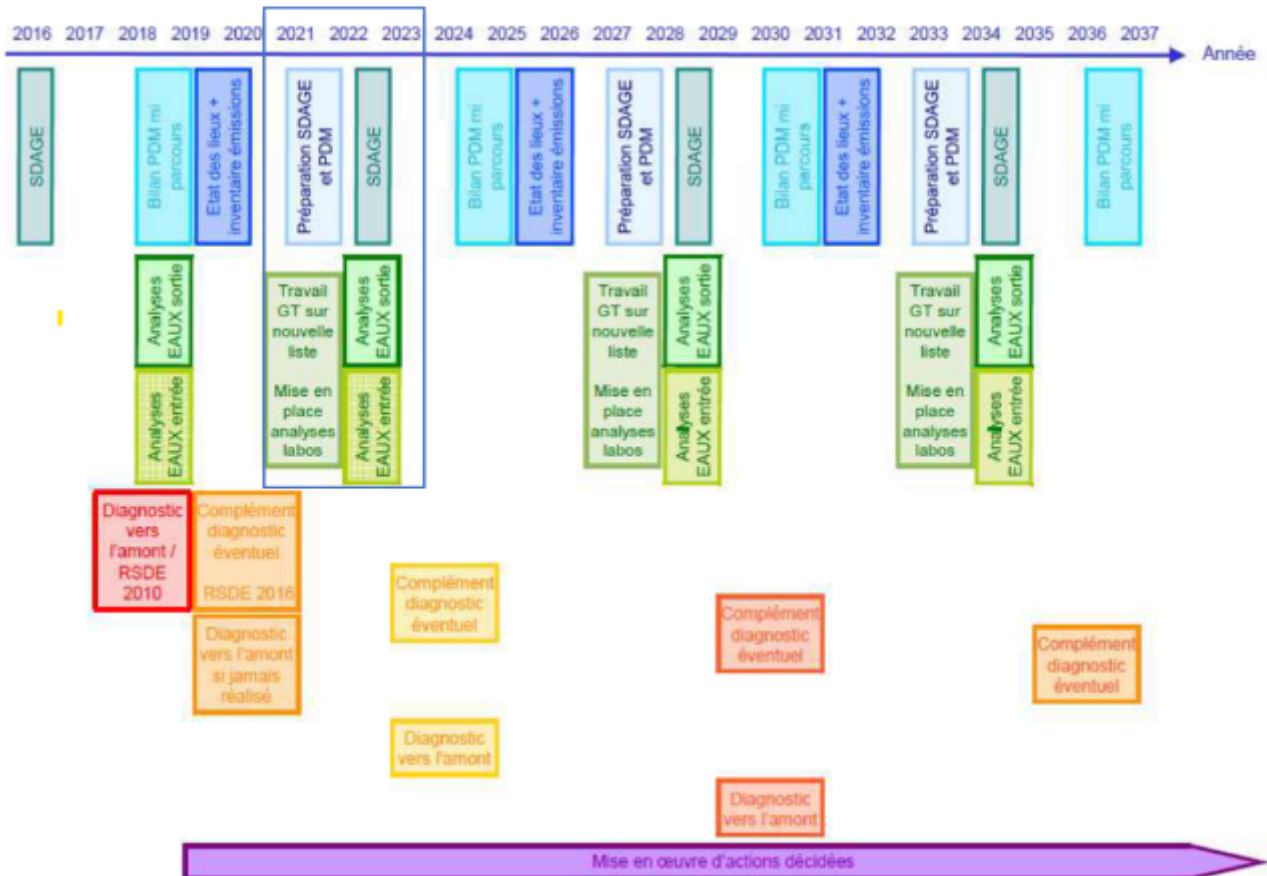 2016 2017 2018 2019 2020 2021 2022 2023 2024 2025 2026 2027 2028 2029 2030 2031 2032 2033 2034 2035 2036 2037
Année
SDAGE
Bilan PDM mi
parcours
Etat des lieux +
inventaire émissions
Préparation SDAGE
et PDM
SDAGE
Bilan PDM mi
parcours
Etat des lieux +
inventaire émissions
Préparation SDAGE
et PDM
SDAGE
Bilan PDM mi
parcours
Etat des lieux +
inventaire émissions
Préparation SDAGE
et PDM
SDAGE
Bilan PDM mi
parcours
Analyses
EAUX sortie
Analyses
EAUX entrée
Travail
GT sur
nouvelle
liste
Mise en
place
analyses
labos
Analyses
EAUX sortie
Analyses
EAUX entrée
Travail
GT sur
nouvelle
liste
Mise en
place
analyses
labos
Analyses
EAUX sortie
Analyses
EAUX entrée
Travail
GT sur
nouvelle
liste
Mise en
place
analyses
labos
Analyses
EAUX sortie
Analyses
EAUX entrée
Diagnostic
vers
l'amont /
RSDE
2010
Complément
diagnostic
éventuel
RSDE 2016
Diagnostic
vers l'amont
si jamais
réalisé
Complément
diagnostic
éventuel
Diagnostic
vers l'amont
Complément
diagnostic
éventuel
Diagnostic
vers l'amont
Complément
diagnostic
éventuel
Mise en œuvre d'actions décidées